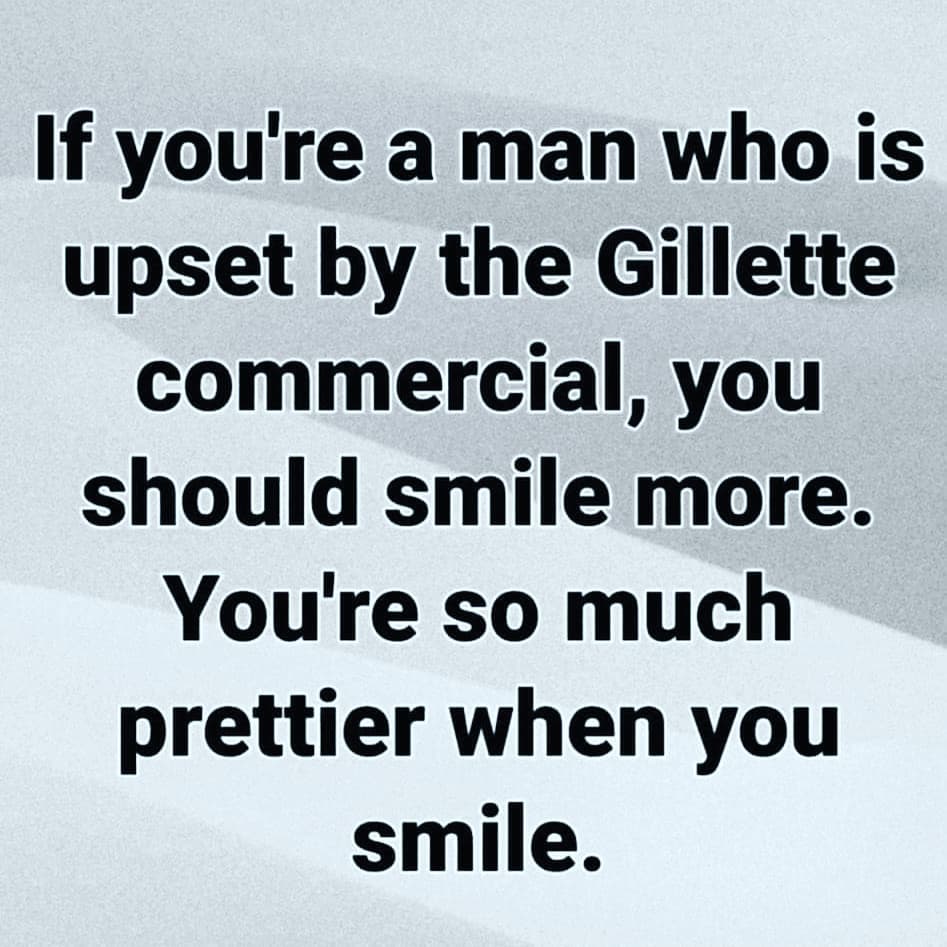 If you're a man who is
upset by the Gillette
commercial, you
should smile more.
You're so much
prettier when you
smile.